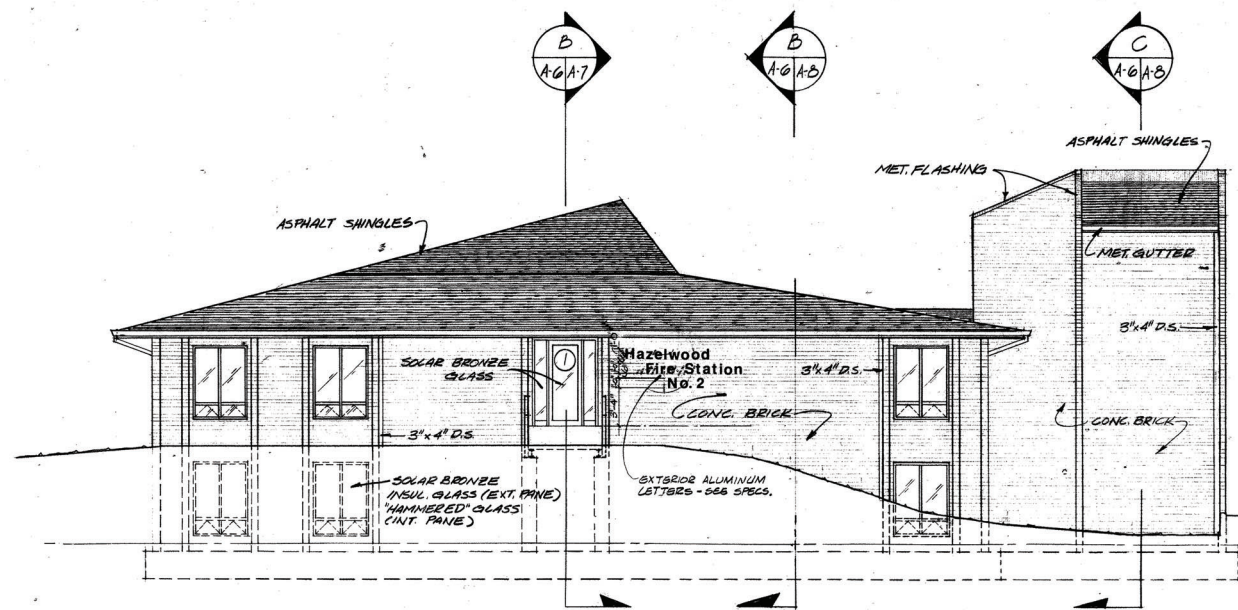 B
A-6 A-7
B
A-6 A-8
C
A-6 A-8
ASPHALT SHINGLES
MET. FLASHING
ASPHALT SHINGLES
MET. GUTTER
3"x4" D.S.
SOLAR BRONZE
GLASS
1
Hazelwood
Fire Station
No. 2
3"x4" D.S.
CONC. BRICK
CONC. BRICK
3'-4"
3"x4" D.S.
SOLAR BRONZE
INSUL. GLASS (EXT. PANE)
"HAMMERED" GLASS
(INT. PANE)
EXTERIOR ALUMINUM
LETTERS - SEE SPECS.